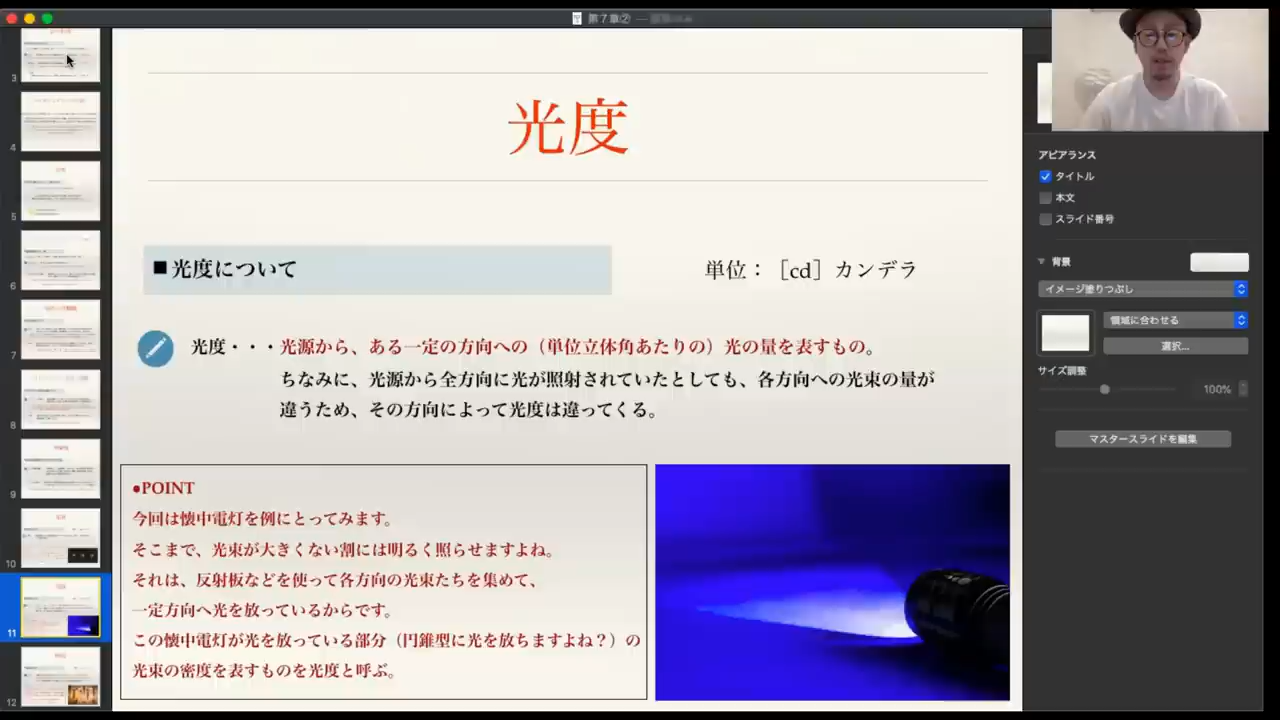 第7章②
光度
■光度について
単位：［cd］カンデラ
光度・・・光源から、ある一定の方向への（単位立体角あたりの）光の量を表すもの。
ちなみに、光源から全方向に光が照射されていたとしても、各方向への光束の量が
違うため、その方向によって光度は違ってくる。
●POINT
今回は懐中電灯を例にとってみます。
そこまで、光束が大きくない割には明るく照らせますよね。
それは、反射板などを使って各方向の光束たちを集めて、
一定方向へ光を放っているからです。
この懐中電灯が光を放っている部分（円錐型に光を放ちますよね？）の
光束の密度を表すものを光度と呼ぶ。
3
4
5
6
7
8
9
10
11
12
アピアランス
タイトル
本文
スライド番号
背景
イメージ塗りつぶし
領域に合わせる
選択...
サイズ調整
100%
マスタースライドを編集